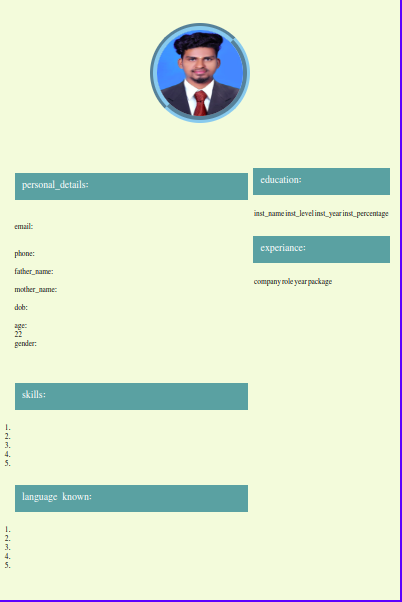 personal_details:
email:
phone:
father_name:
mother_name:
dob:
age:
22
gender:
skills:
1.
2.
3.
4.
5.
language known:
1.
2.
3.
4.
5.
education:
inst_name inst_level inst_year inst_percentage
experiance:
company role year package